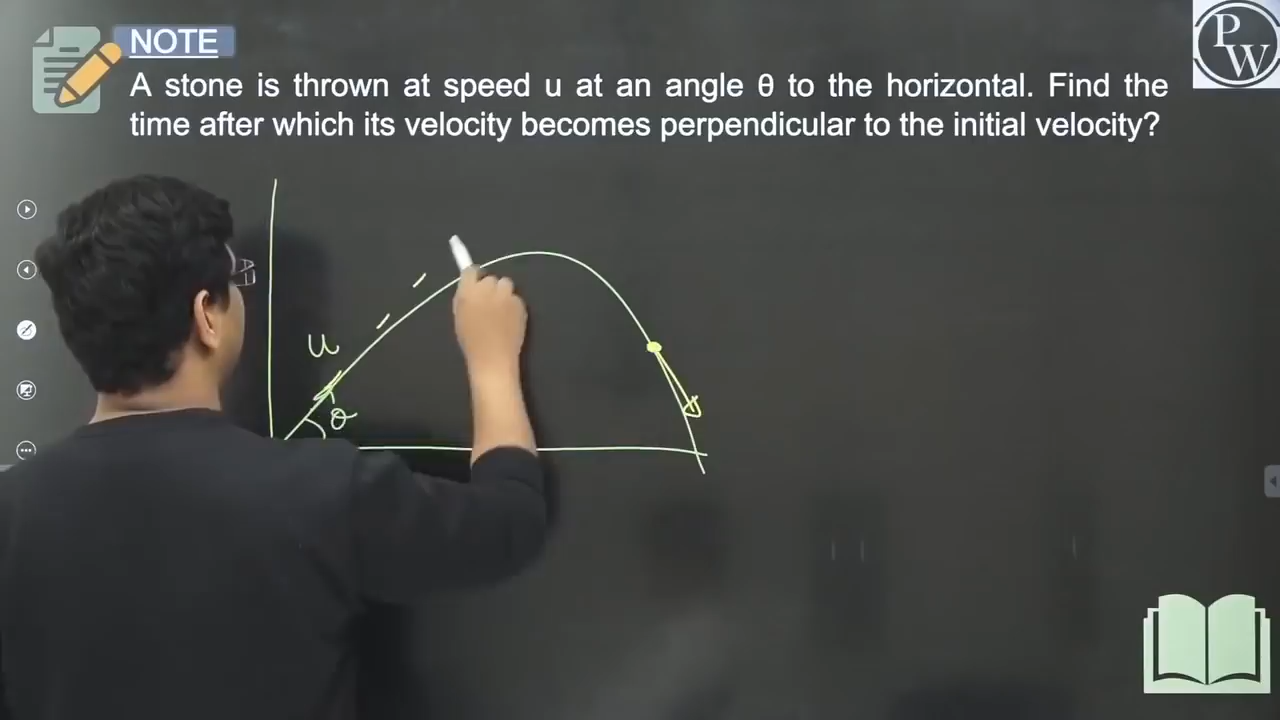 NOTE
PW
A stone is thrown at speed u at an angle θ to the horizontal. Find the
time after which its velocity becomes perpendicular to the initial velocity?
u
θ